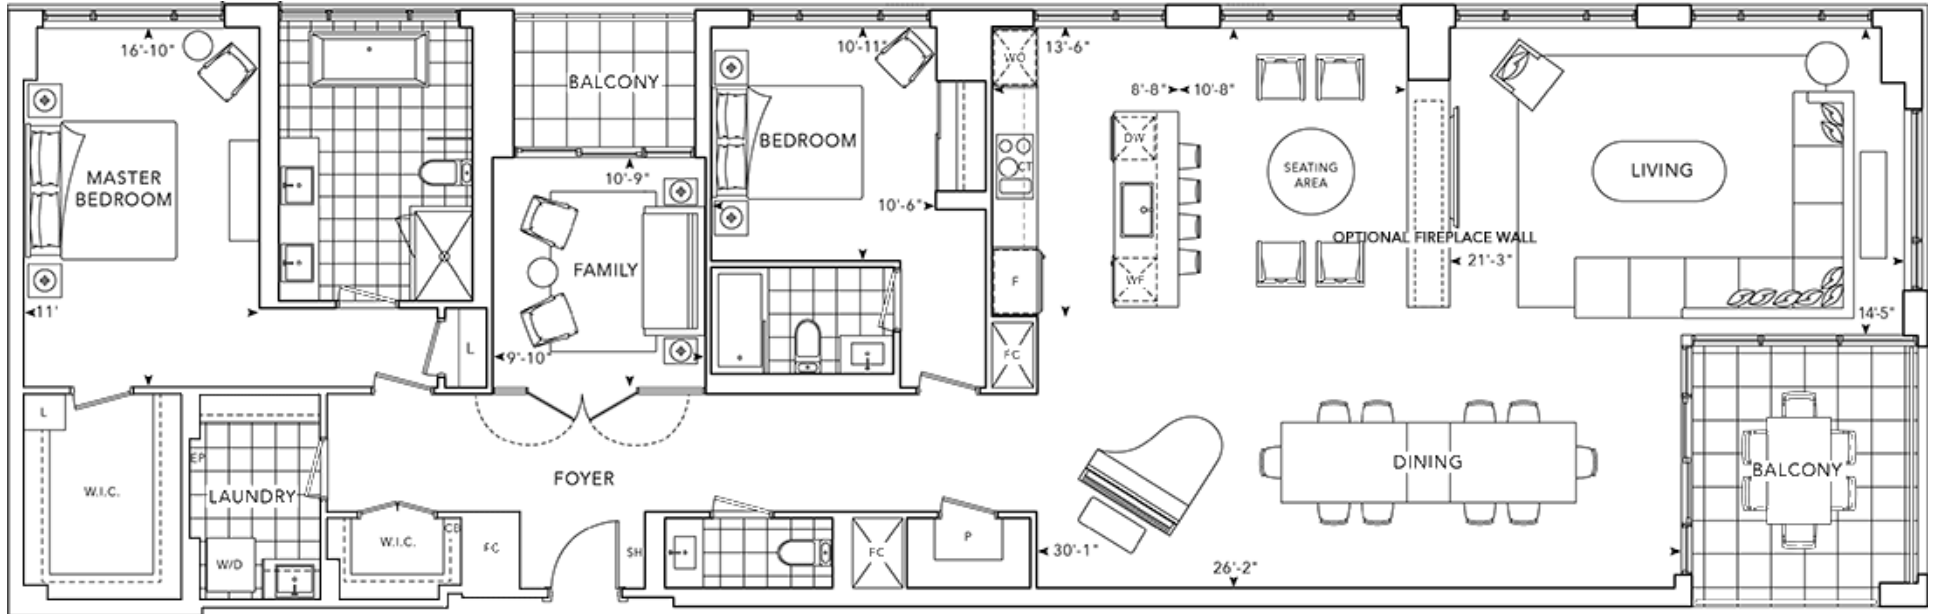 16'-10"
BALCONY
10'-11"
WO
13'-6"
8'-8"
10'-8"
DW
BEDROOM
CT
SEATING
AREA
LIVING
MASTER
BEDROOM
10'-9"
10'-6"
OPTIONAL FIREPLACE WALL
21'-3"
FAMILY
F
WF
11'
14'-5"
L
9'-10"
FC
L
EP
W.I.C.
LAUNDRY
FOYER
DINING
BALCONY
CB
W.I.C.
FC
SH
W/D
FC
P
30'-1"
26'-2"